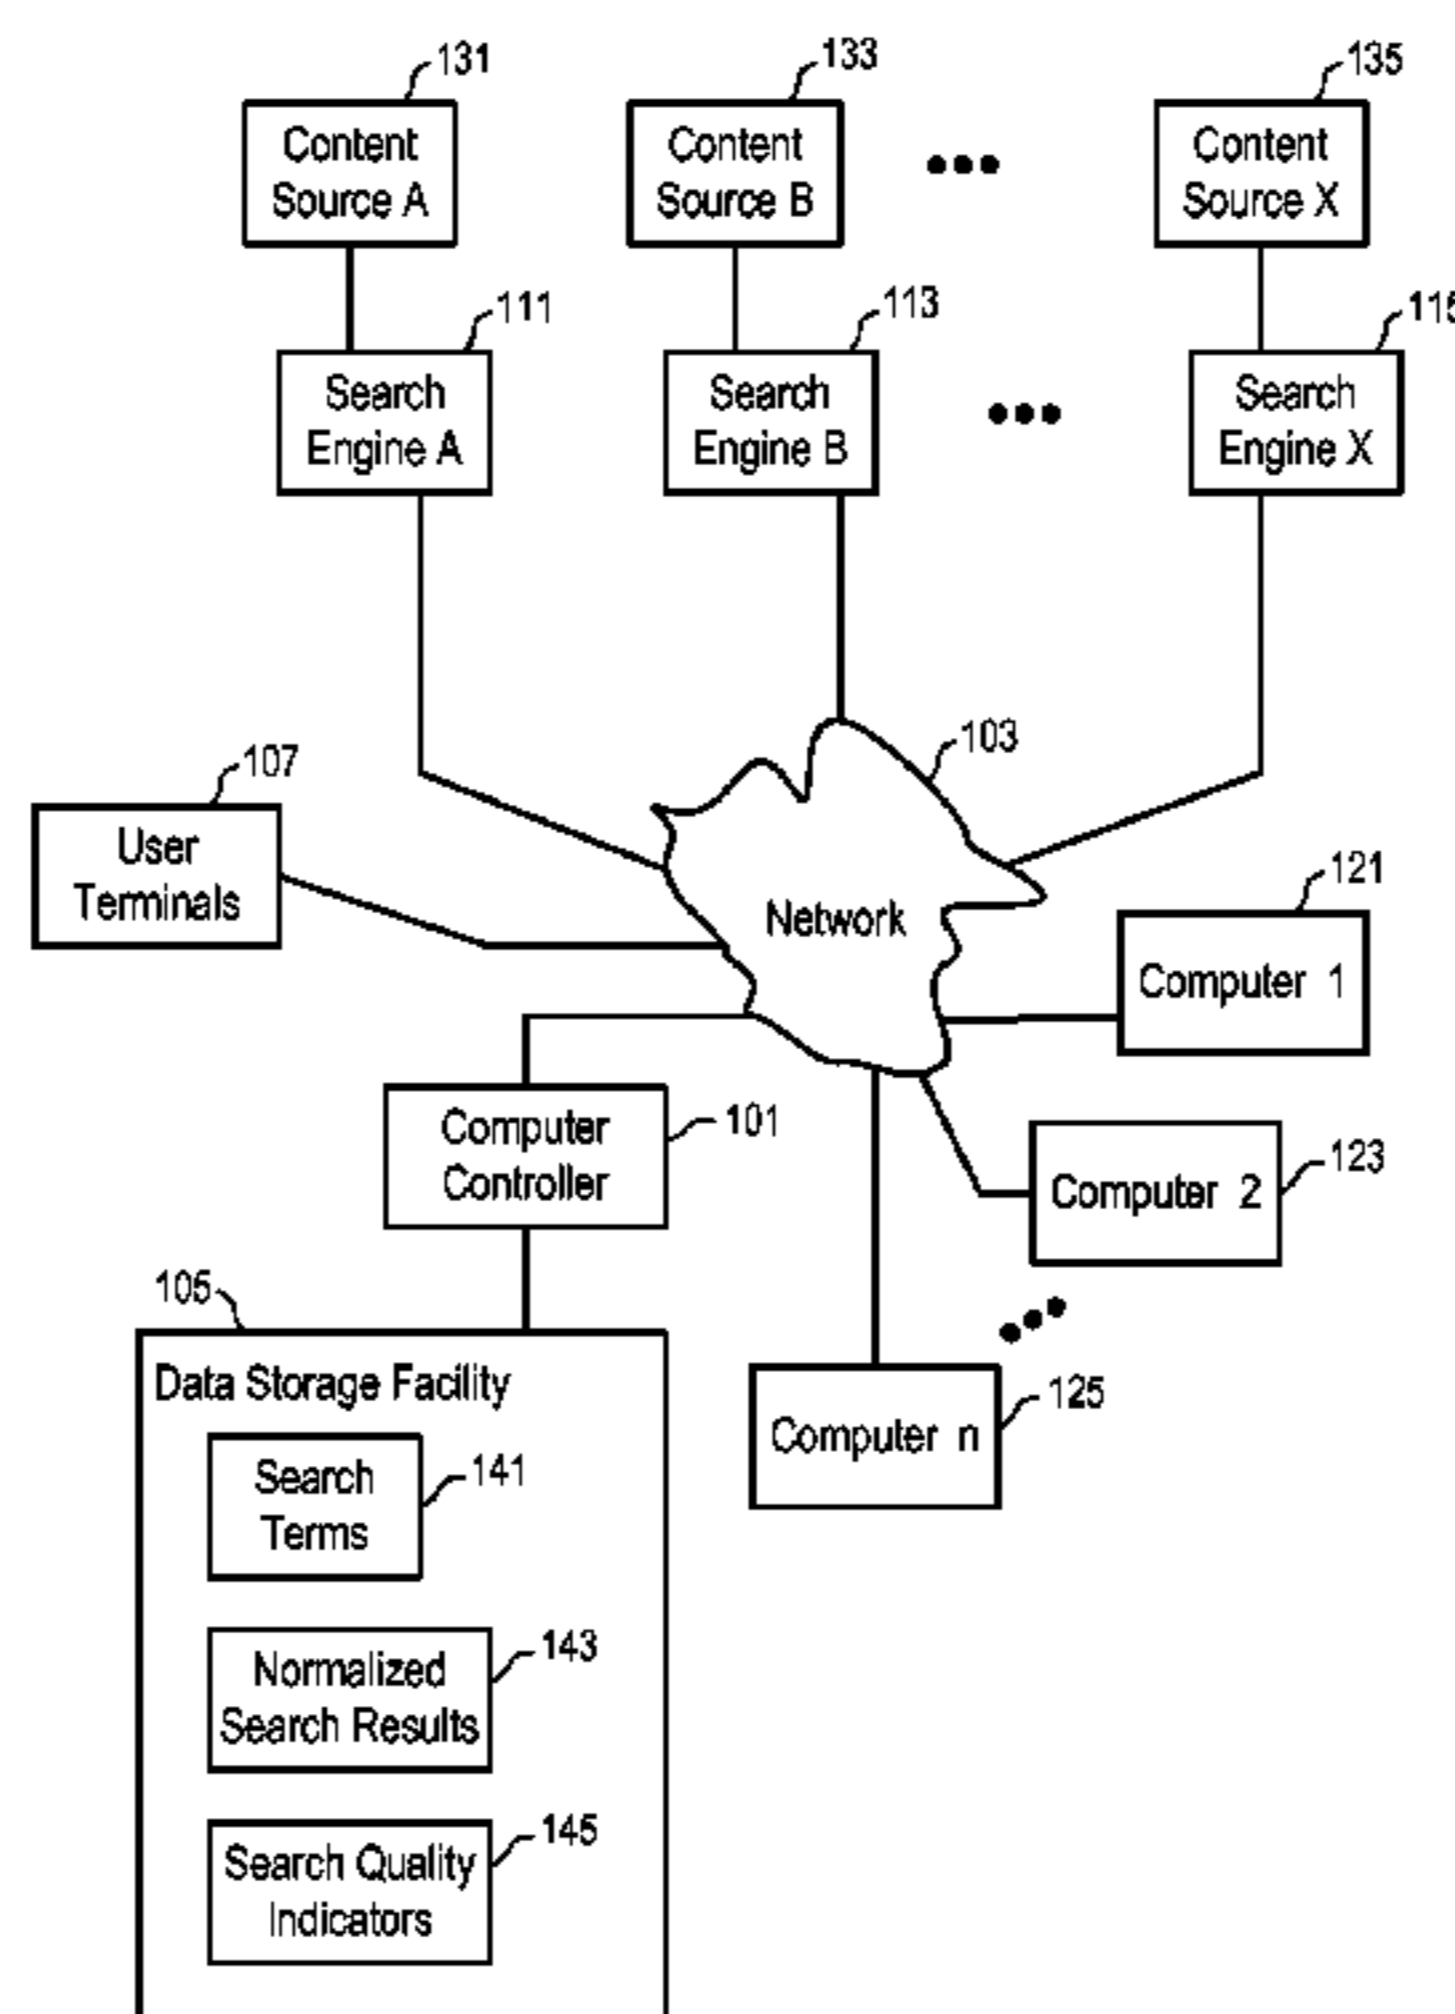 131
133
135
Content
Source A
Content
Source B
Content
Source X
111
113
115
Search
Engine A
Search
Engine B
Search
Engine X
103
107
User
Terminals
Network
121
Computer 1
Computer
Controller
101
Computer 2
123
105
Data Storage Facility
Computer n
125
Search
Terms
141
Normalized
Search Results
143
Search Quality
Indicators
145